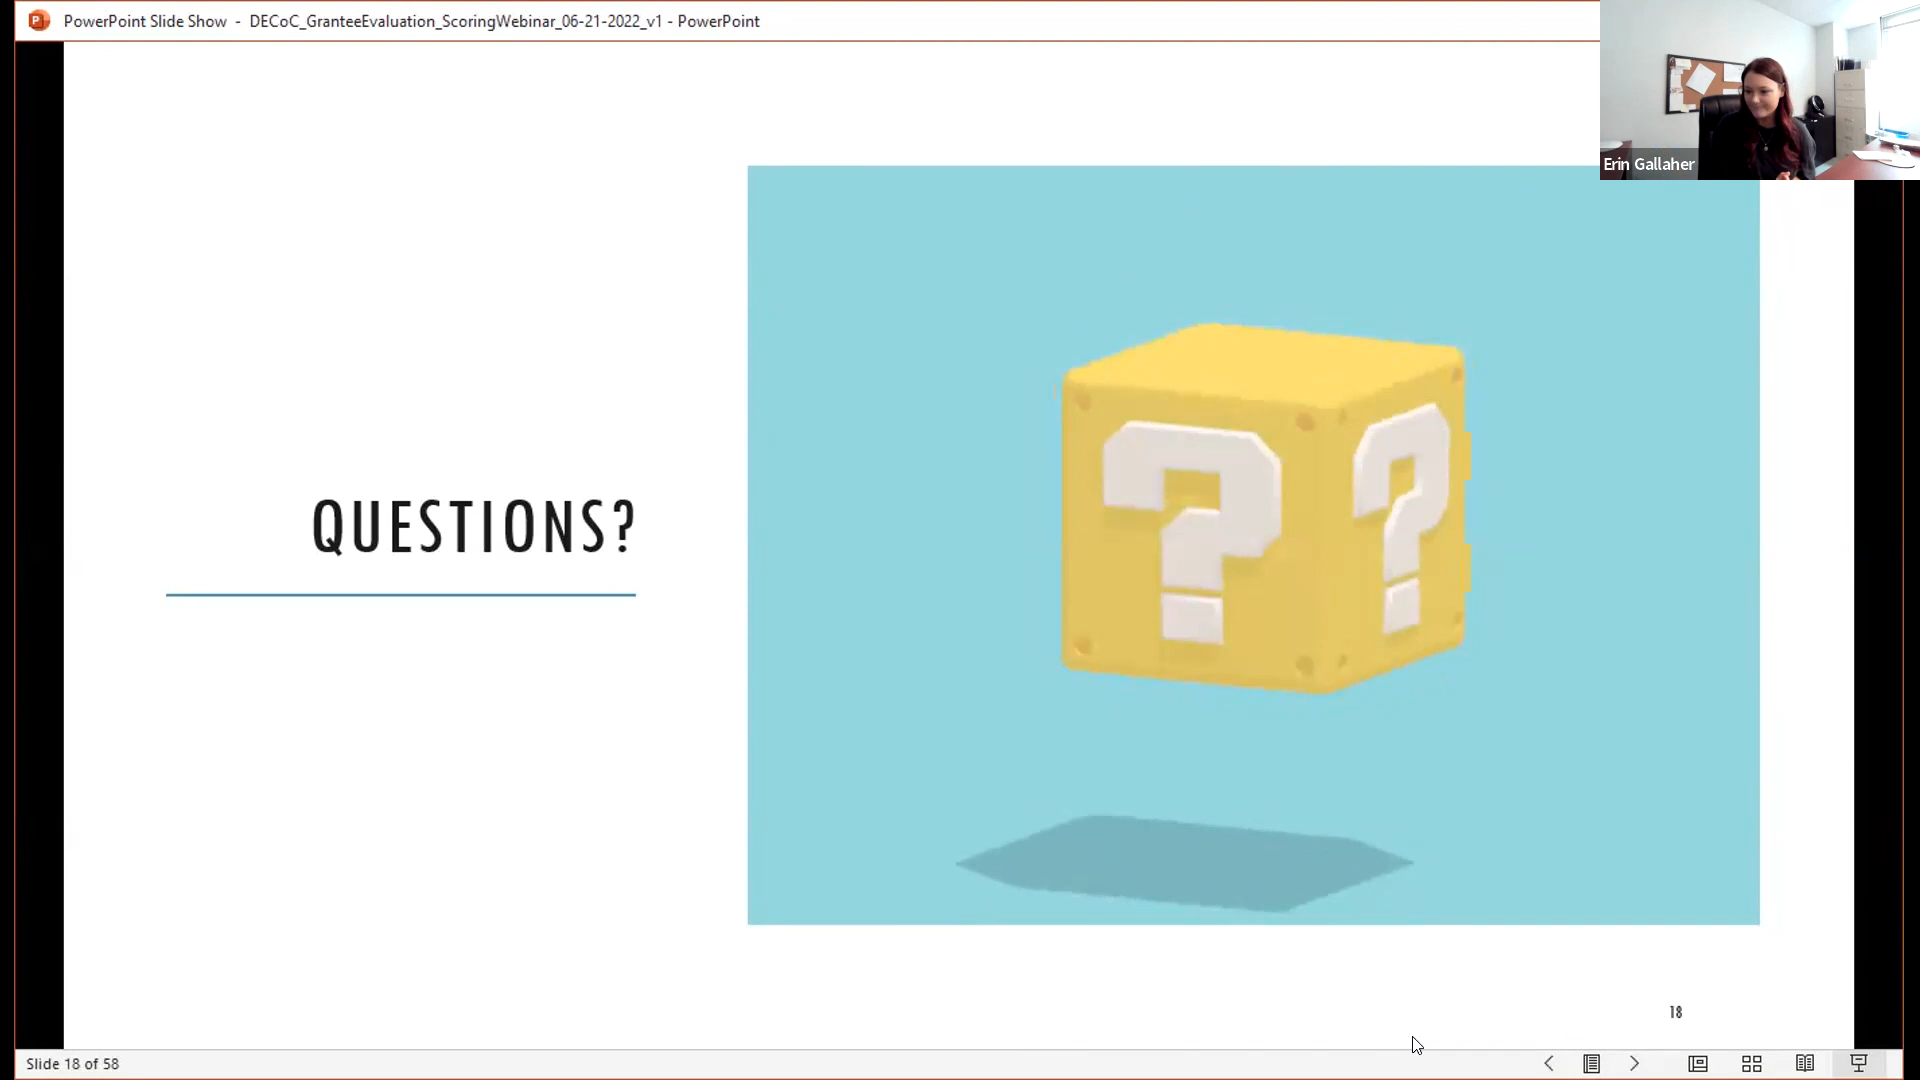 PowerPoint Slide Show - DECoC_GranteeEvaluation_ScoringWebinar_06-21-2022_v1 - PowerPoint
Erin Gallaher
? ?
QUESTIONS?
18
Slide 18 of 58